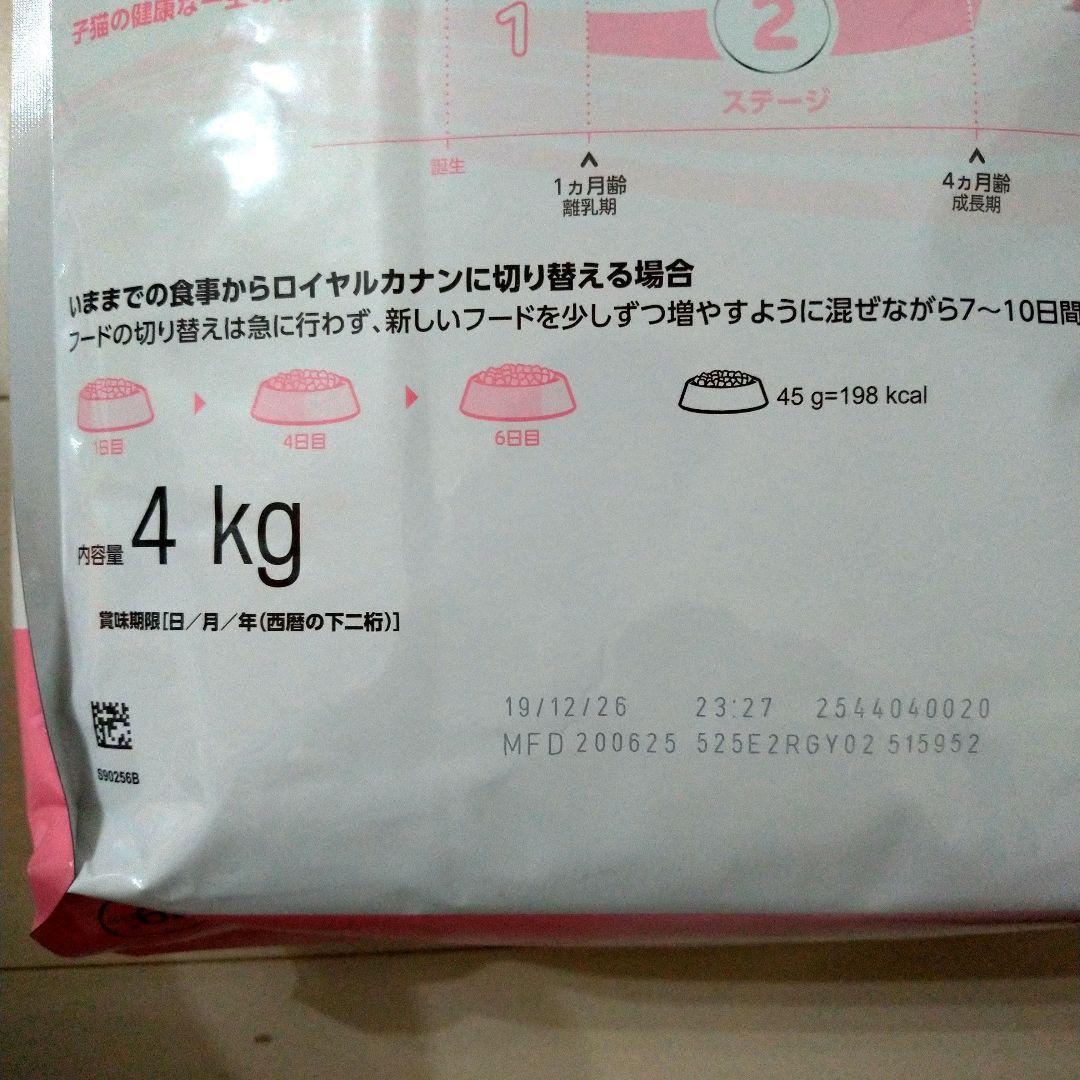 子猫の健康な一生の
1
2
ステージ
誕生
1ヵ月齢
離乳期
4ヵ月齢
成長期
いままでの食事からロイヤルカナンに切り替える場合
フードの切り替えは急に行わず、新しいフードを少しずつ増やすように混ぜながら7〜10日間
45 g=198 kcal
1日目
4日目
6日目
内容量 4 kg
賞味期限[日/月/年(西暦の下二桁)]
19/12/26 23:27 2544040020
MFD 200625 525E2RGY02 515952
S90256B